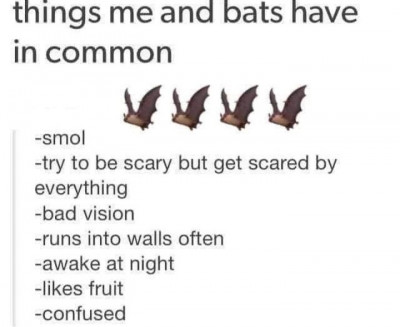 things me and bats have
in common
-smol
-try to be scary but get scared by
everything
-bad vision
-runs into walls often
-awake at night
-likes fruit
-confused